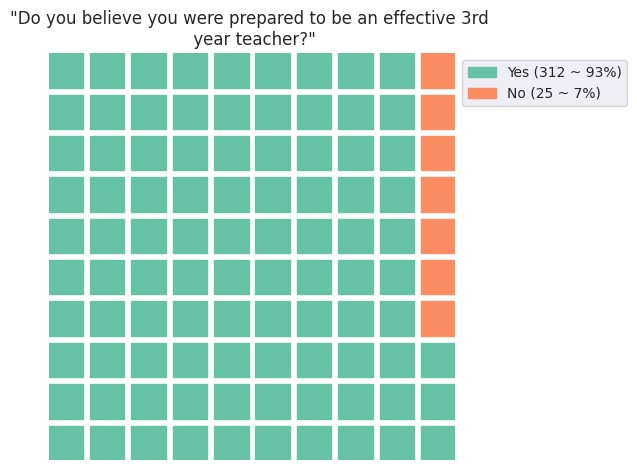 "Do you believe you were prepared to be an effective 3rd
year teacher?"
Yes (312 ~ 93%)
No (25 ~ 7%)